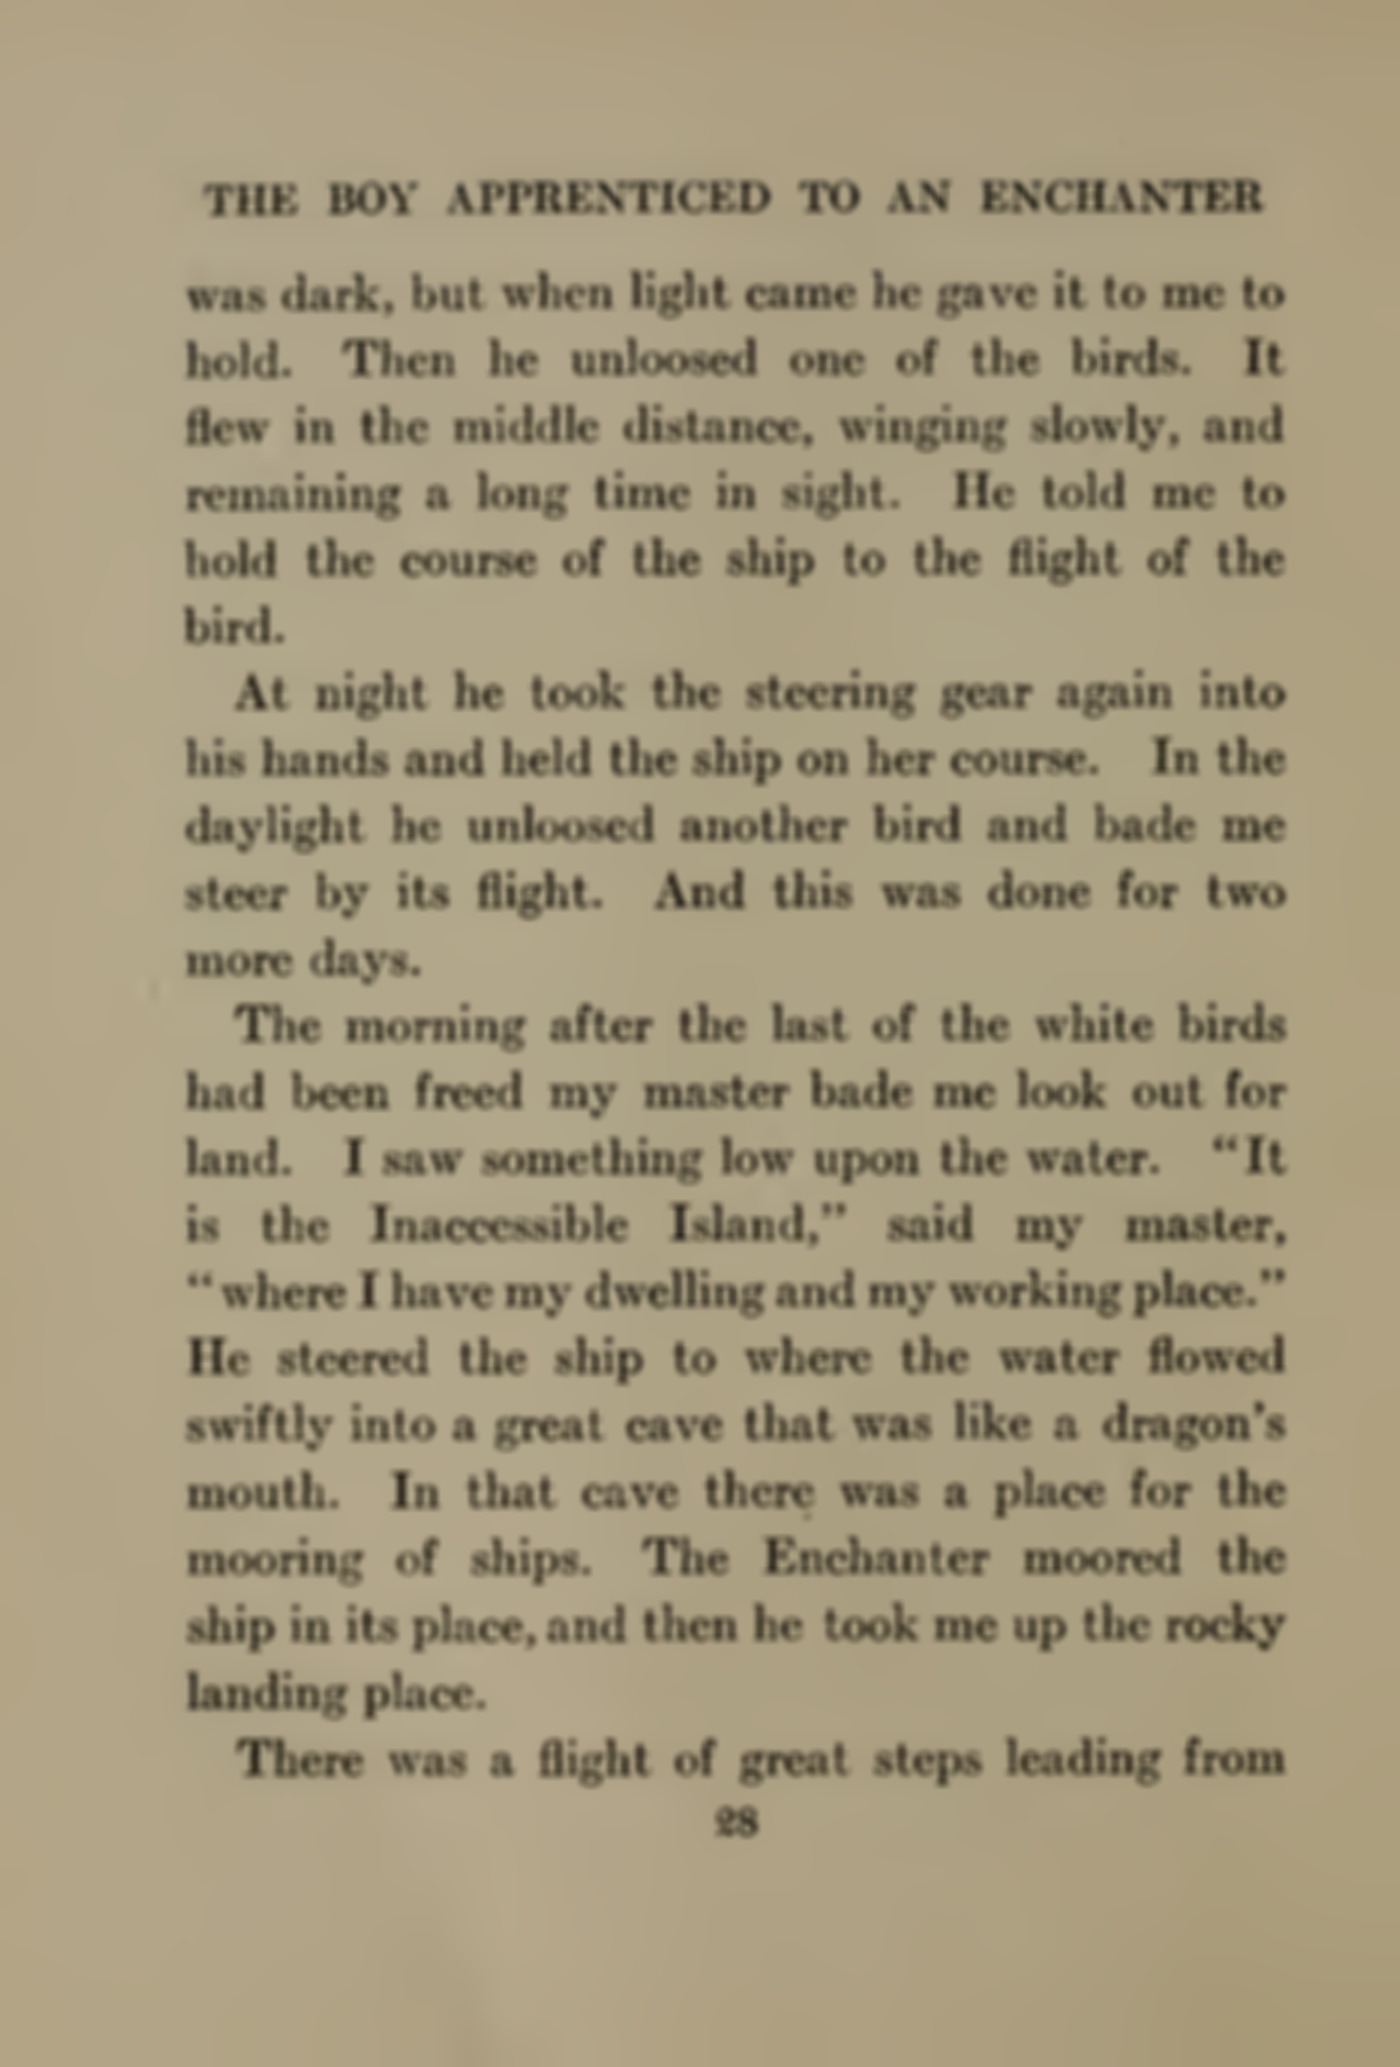 THE BOY APPRENTICED TO AN ENCHANTER
was dark, but when light came he gave it to me to
hold. Then he unloosed one of the birds. It
flew in the middle distance, winging slowly, and
remaining a long time in sight. He told me to
hold the course of the ship to the flight of the
bird.
At night he took the steering gear again into
his hands and held the ship on her course. In the
daylight he unloosed another bird and bade me
steer by its flight. And this was done for two
more days.
The morning after the last of the white birds
had been freed my master bade me look out for
land. I saw something low upon the water. “It
is the Inaccessible Island,” said my master,
“where I have my dwelling and my working place.”
He steered the ship to where the water flowed
swiftly into a great cave that was like a dragon’s
mouth. In that cave there was a place for the
mooring of ships. The Enchanter moored the
ship in its place, and then he took me up the rocky
landing place.
There was a flight of great steps leading from
28